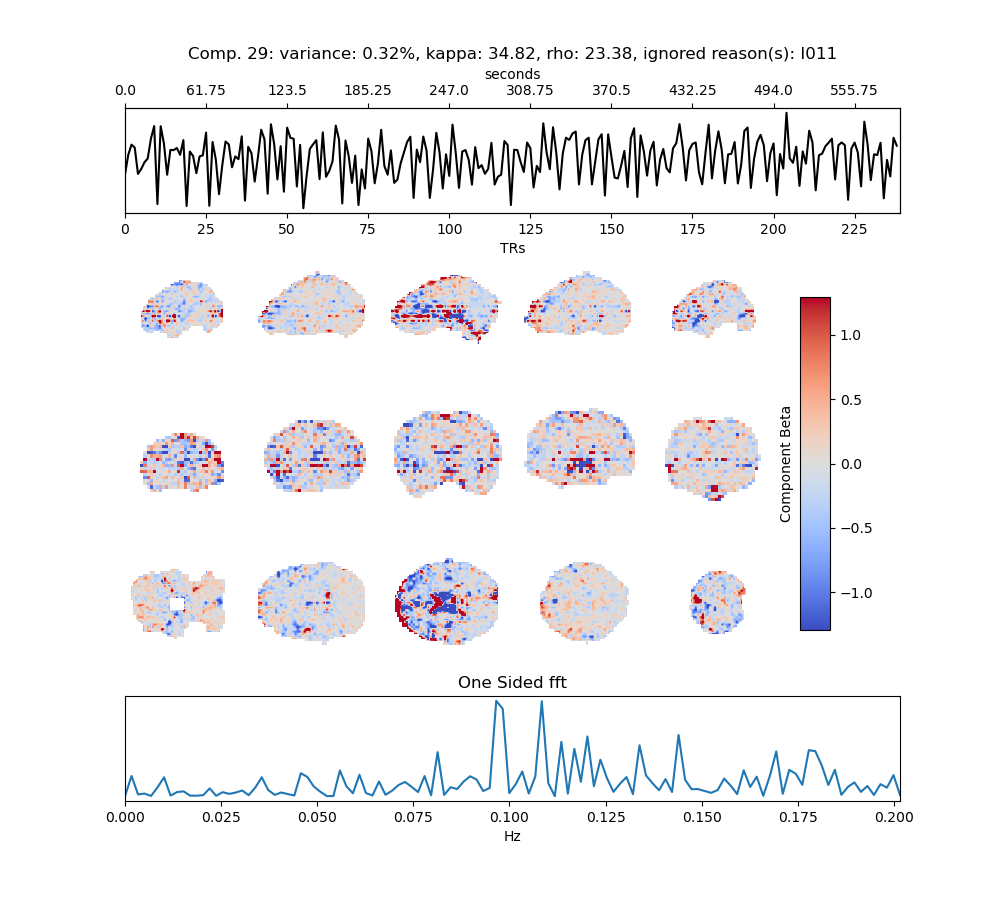 Comp. 29: variance: 0.32%, kappa: 34.82, rho: 23.38, ignored reason(s): I011
seconds
0.0 61.75 123.5 185.25 247.0 308.75 370.5 432.25 494.0 555.75
0 25 50 75 100 125 150 175 200 225
TRs
1.0
0.5
0.0
−0.5
−1.0
Component Beta
One Sided fft
0.000 0.025 0.050 0.075 0.100 0.125 0.150 0.175 0.200
Hz